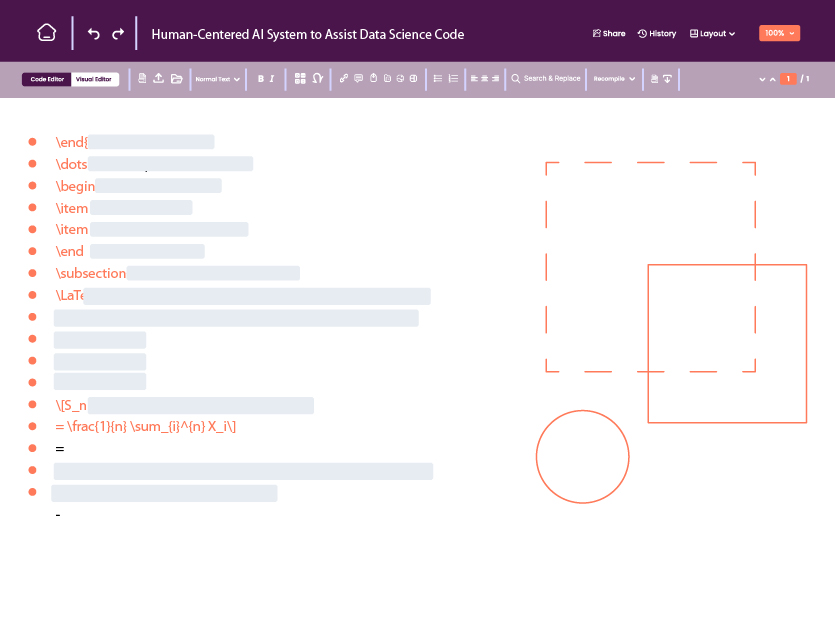 Human-Centered AI System to Assist Data Science Code
Share
History
Layout
100%
Code Editor
Visual Editor
Normal Text
B I
Search & Replace
Recompile
1 / 1
\end{
\dots
\begin
\item
\item
\end
\subsection
\LaTe
\[S_n
= \frac{1}{n} \sum_{i}^{n} X_i\]
=
-